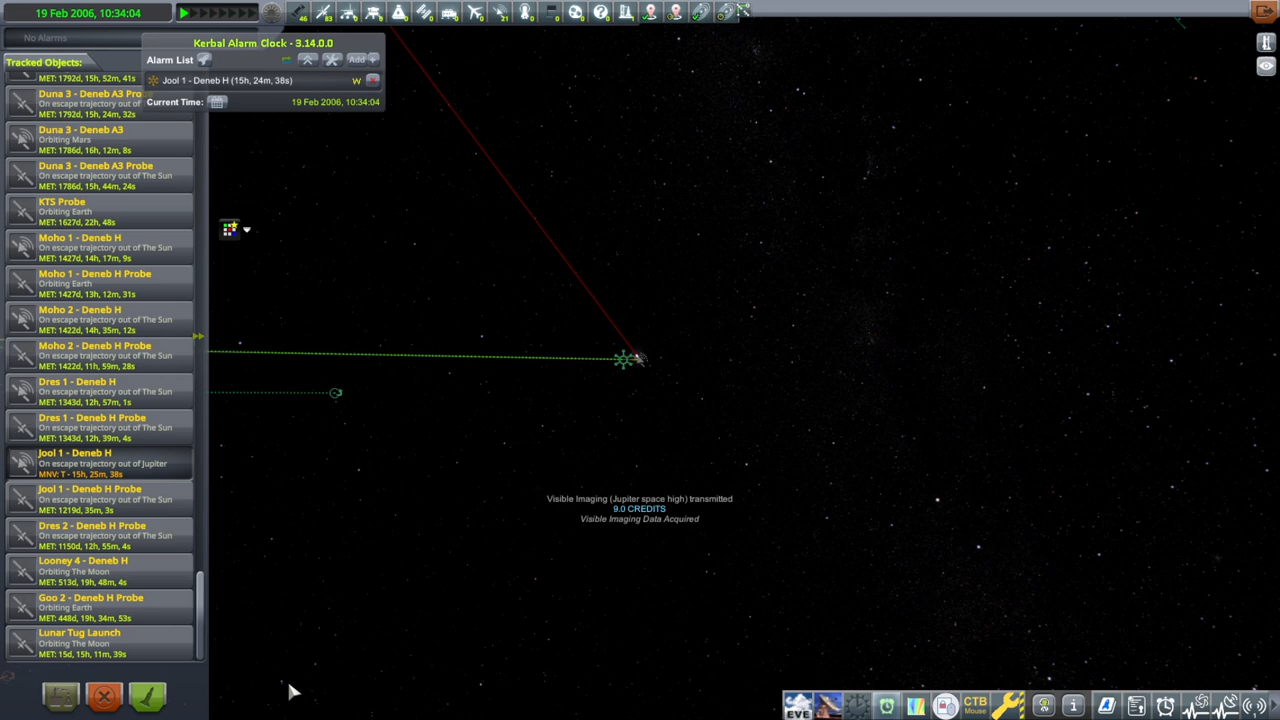 19 Feb 2006, 10:34:04
46
83
21
No Alarms
Kerbal Alarm Clock - 3.14.0.0
Alarm List
Add
Jool 1 - Deneb H (15h, 24m, 38s)
W
Current Time:
19 Feb 2006, 10:34:04
Tracked Objects:
MET: 1792d, 15h, 52m, 41s
Duna 3 - Deneb A3 Pro
On escape trajectory
MET: 1792d, 15h, 24m, 32s
Duna 3 - Deneb A3
Orbiting Mars
MET: 1786d, 16h, 12m, 8s
Duna 3 - Deneb A3 Probe
On escape trajectory out of The Sun
MET: 1786d, 15h, 44m, 24s
KTS Probe
Orbiting Earth
MET: 1627d, 22h, 48s
Moho 1 - Deneb H
On escape trajectory out of The Sun
MET: 1427d, 14h, 17m, 9s
Moho 1 - Deneb H Probe
Orbiting Earth
MET: 1427d, 13h, 12m, 31s
Moho 2 - Deneb H
On escape trajectory out of The Sun
MET: 1422d, 14h, 35m, 12s
Moho 2 - Deneb H Probe
On escape trajectory out of The Sun
MET: 1422d, 11h, 59m, 28s
Dres 1 - Deneb H
On escape trajectory out of The Sun
MET: 1343d, 12h, 57m, 1s
Dres 1 - Deneb H Probe
On escape trajectory out of The Sun
MET: 1343d, 12h, 39m, 4s
Jool 1 - Deneb H
On escape trajectory out of Jupiter
MNV: T - 15h, 25m, 38s
Jool 1 - Deneb H Probe
On escape trajectory out of The Sun
MET: 1219d, 35m, 3s
Dres 2 - Deneb H Probe
On escape trajectory out of The Sun
MET: 1150d, 12h, 55m, 4s
Looney 4 - Deneb H
Orbiting The Moon
MET: 513d, 19h, 48m, 4s
Goo 2 - Deneb H Probe
Orbiting Earth
MET: 448d, 19h, 34m, 53s
Lunar Tug Launch
Orbiting The Moon
MET: 15d, 15h, 11m, 39s
Visible Imaging (Jupiter space high) transmitted
9.0 CREDITS
Visible Imaging Data Acquired
EVE
CTB
Mouse